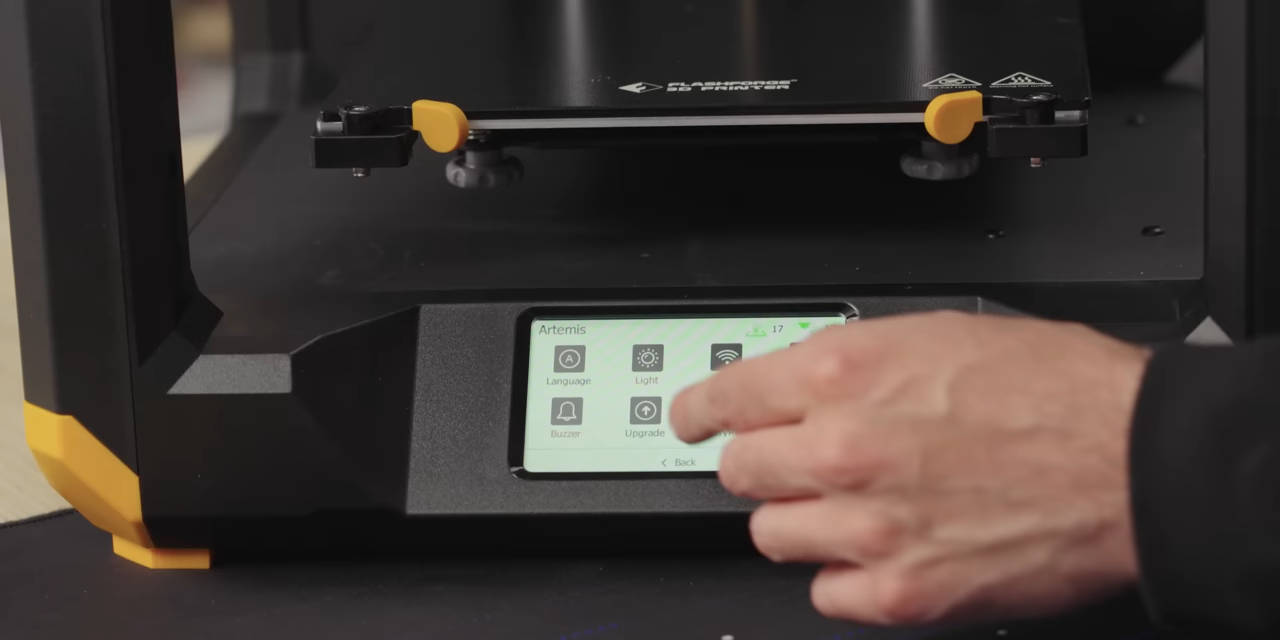 FLASHFORGE
3D PRINTER
Artemis 17
Language Light
Buzzer Upgrade
< Back